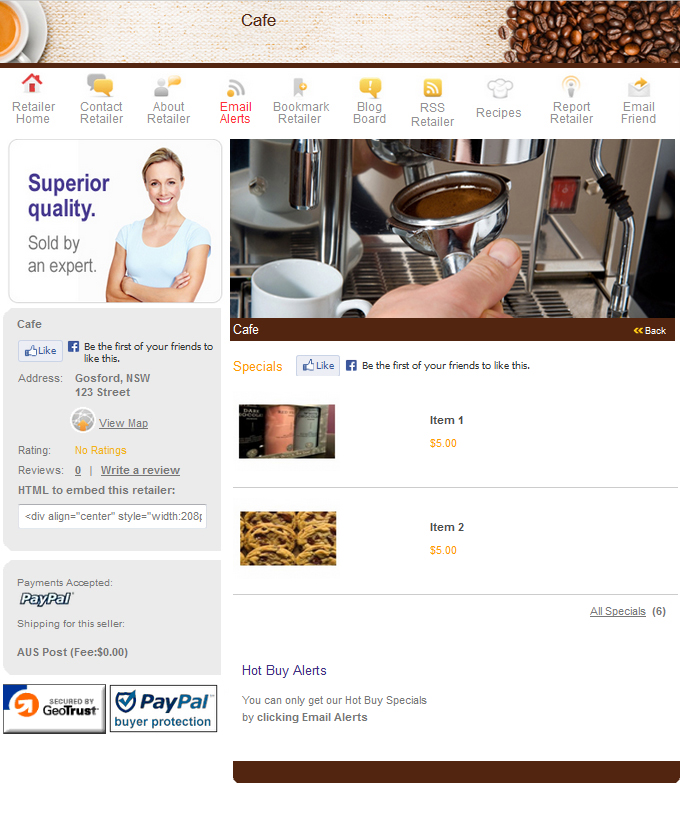 Cafe
Retailer Home
Contact Retailer
About Retailer
Email Alerts
Bookmark Retailer
Blog Board
RSS Retailer
Recipes
Report Retailer
Email Friend
Superior
quality.
Sold by
an expert.
Cafe
Like
Be the first of your friends to
like this.
Address: Gosford, NSW
123 Street
View Map
Rating: No Ratings
Reviews: 0 | Write a review
HTML to embed this retailer:
<div align="center" style="width:208p
Payments Accepted:
PayPal
Shipping for this seller:
AUS Post (Fee:$0.00)
SECURED BY
GeoTrust
PayPal
buyer protection
Cafe
Back
Specials
Like
Be the first of your friends to like this.
Item 1
$5.00
Item 2
$5.00
All Specials (6)
Hot Buy Alerts
You can only get our Hot Buy Specials
by clicking Email Alerts